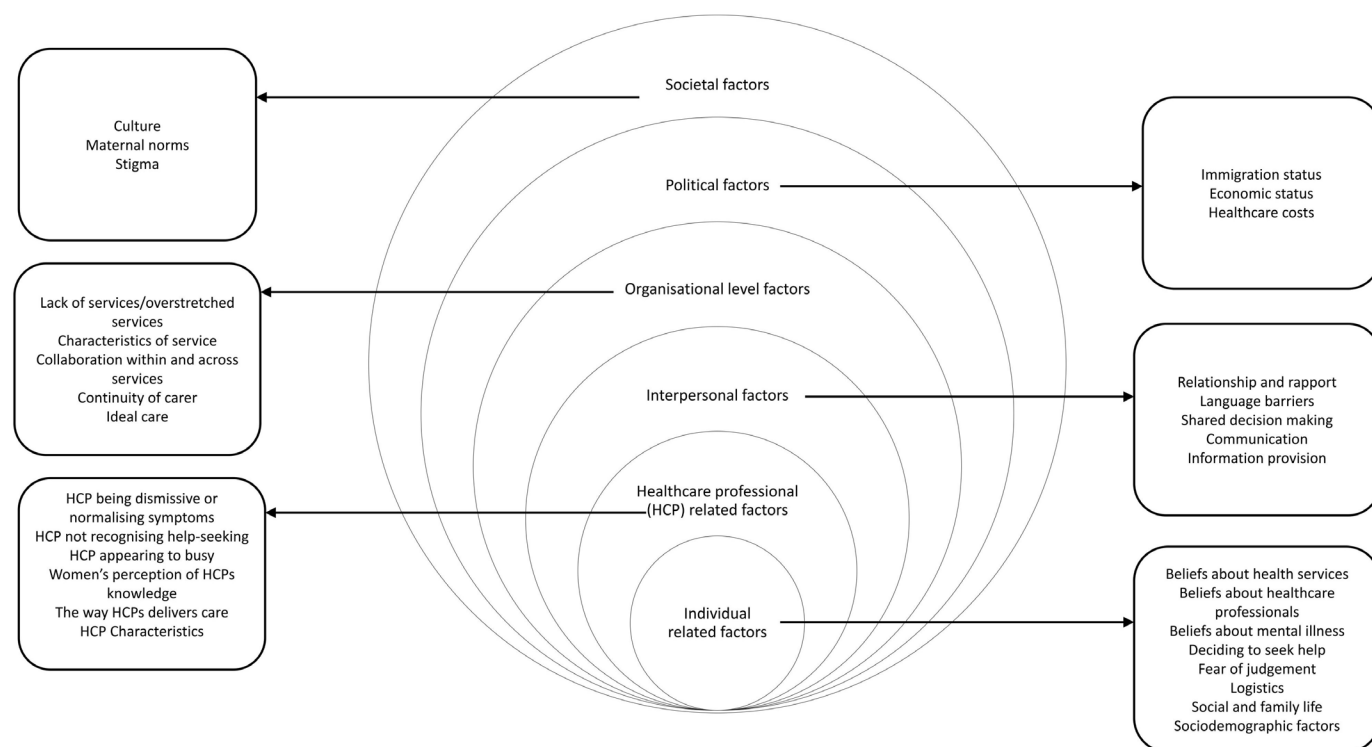 Societal factors
Culture
Maternal norms
Stigma
Political factors
Immigration status
Economic status
Healthcare costs
Organisational level factors
Lack of services/overstretched
services
Characteristics of service
Collaboration within and across
services
Continuity of carer
Ideal care
Interpersonal factors
Relationship and rapport
Language barriers
Shared decision making
Communication
Information provision
Healthcare professional
(HCP) related factors
HCP being dismissive or
normalising symptoms
HCP not recognising help-seeking
HCP appearing to busy
Women's perception of HCPs
knowledge
The way HCPs delivers care
HCP Characteristics
Individual
related factors
Beliefs about health services
Beliefs about healthcare
professionals
Beliefs about mental illness
Deciding to seek help
Fear of judgement
Logistics
Social and family life
Sociodemographic factors